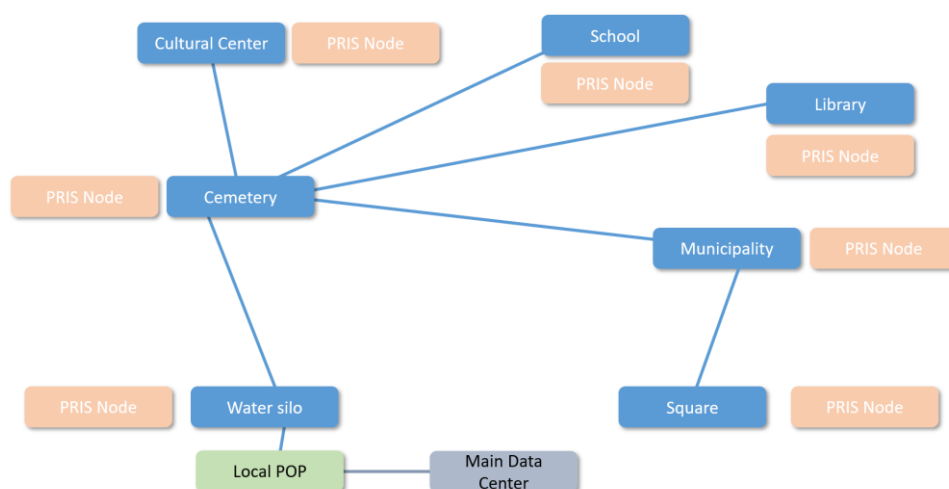 Cultural Center
PRIS Node
School
PRIS Node
Library
PRIS Node
PRIS Node
Cemetery
Municipality
PRIS Node
PRIS Node
Water silo
Square
PRIS Node
Local POP
Main Data
Center